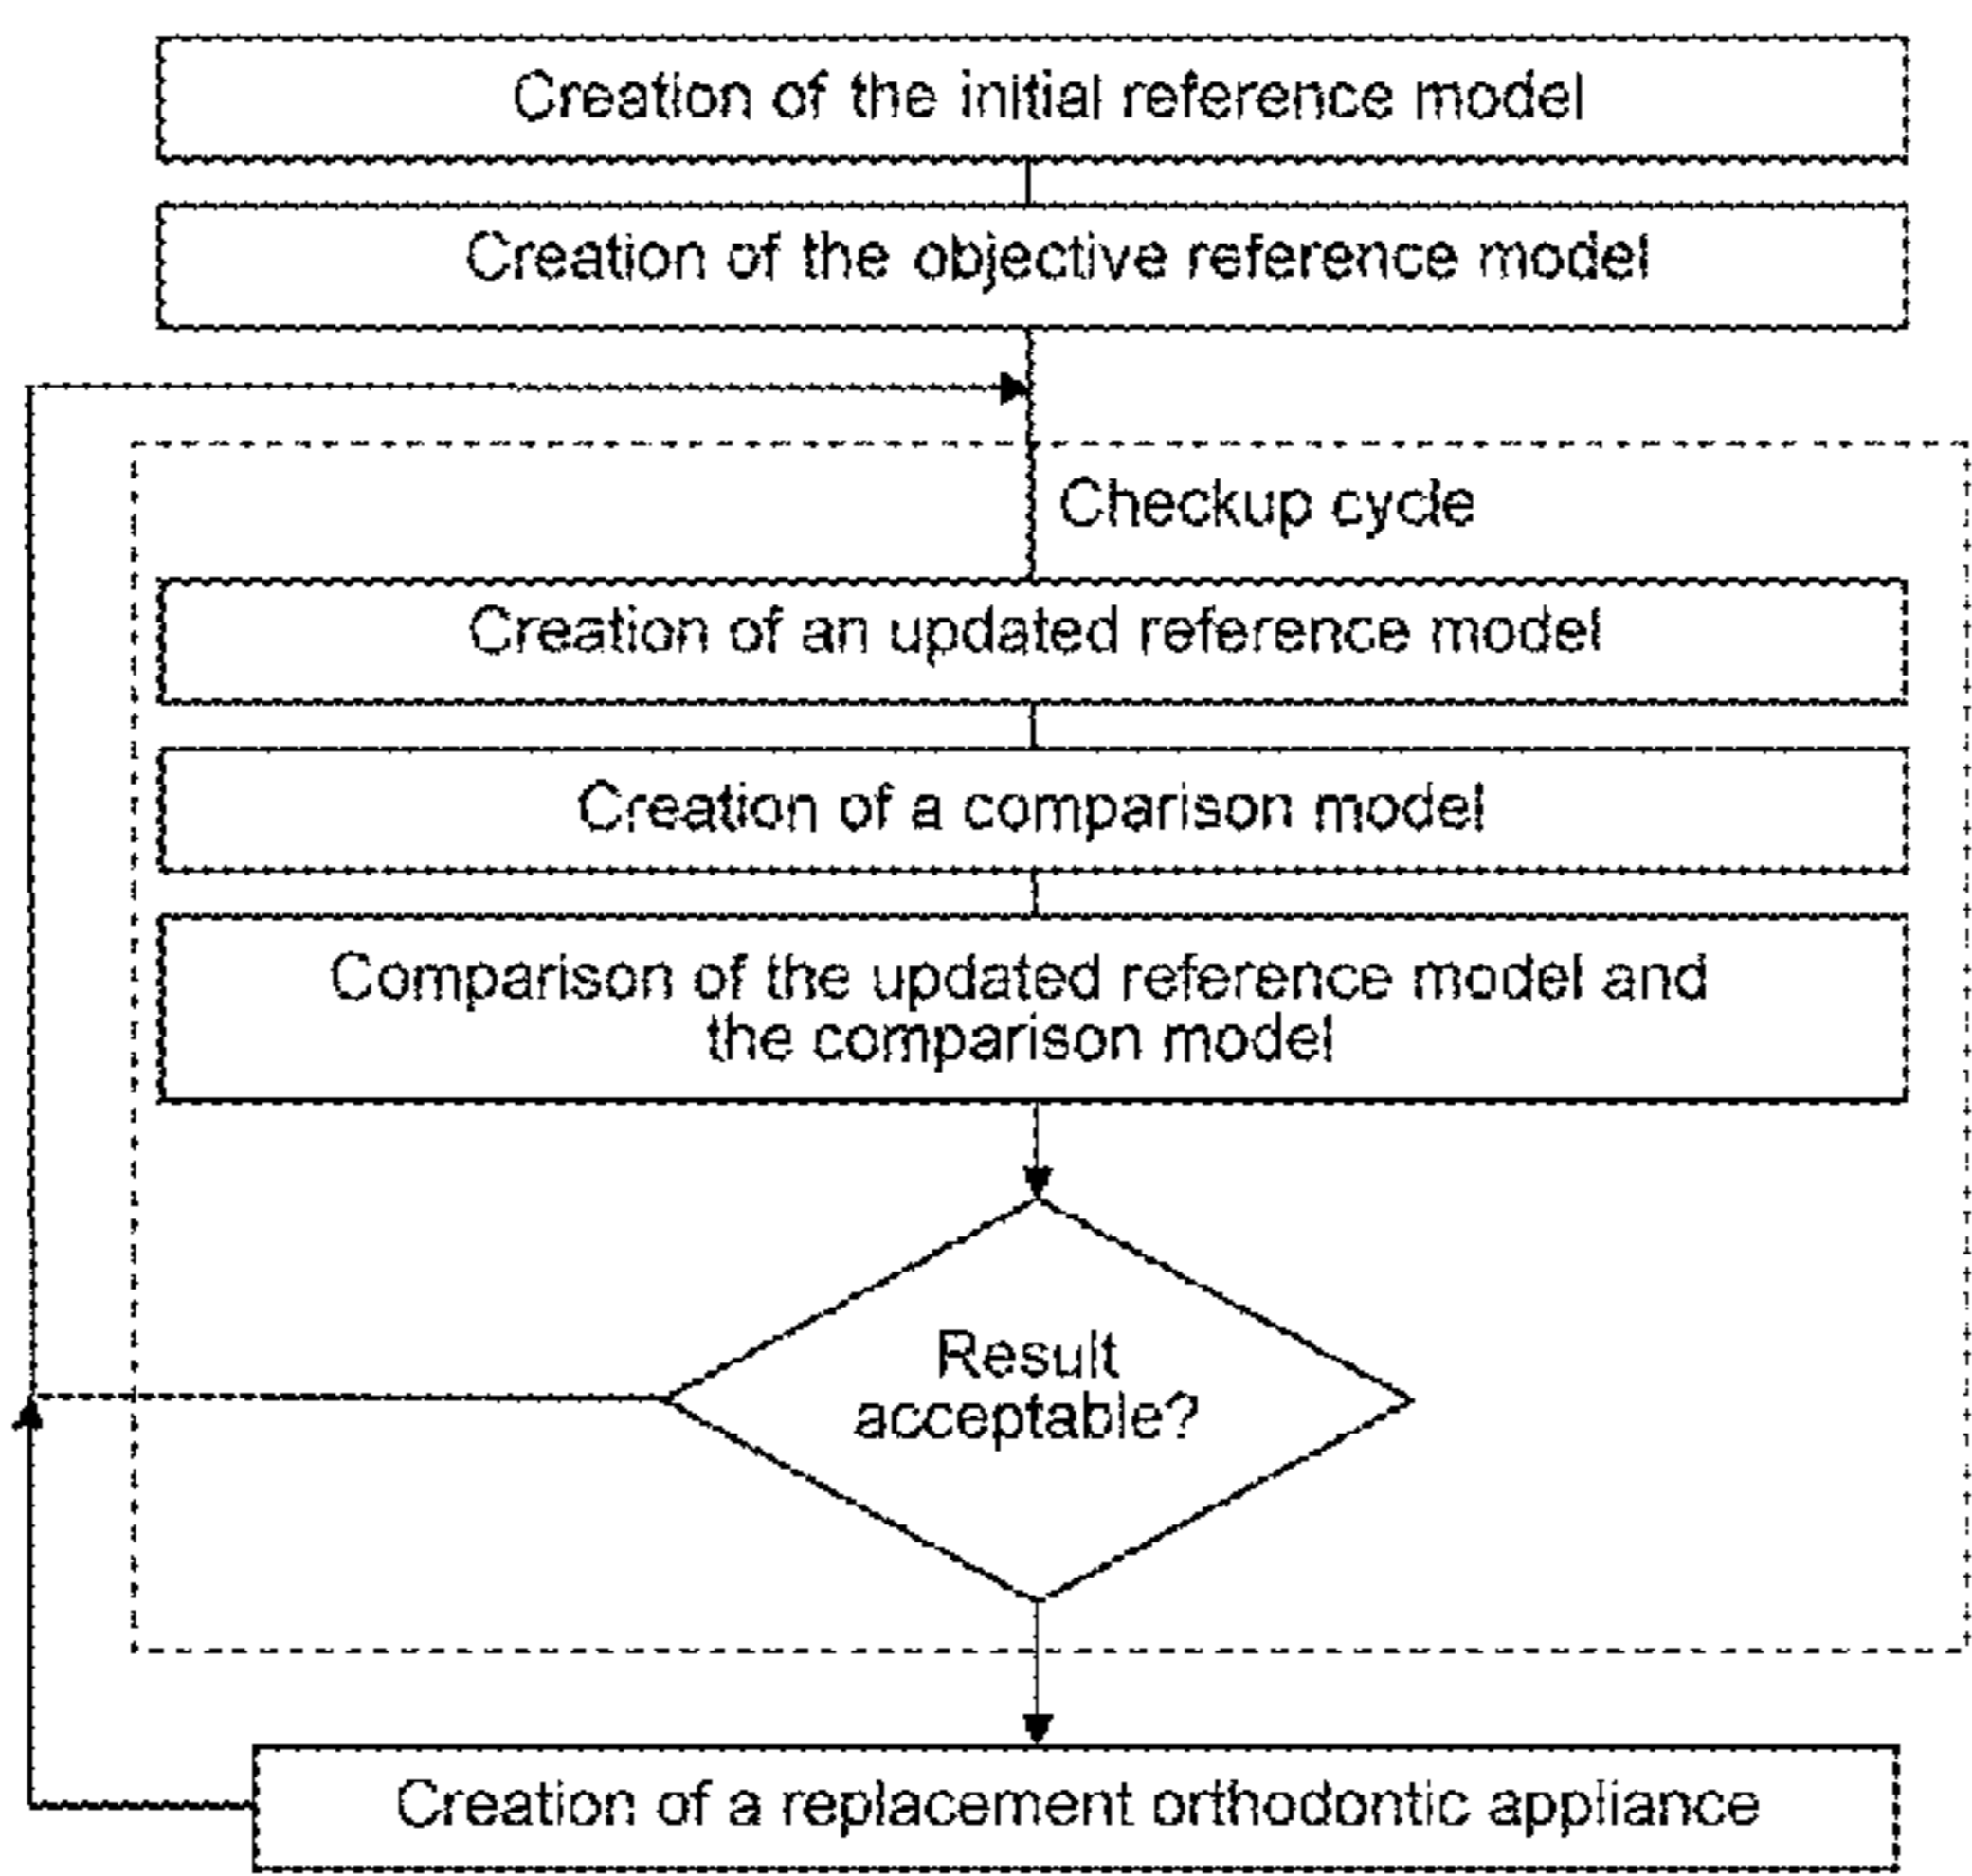 Creation of the initial reference model
Creation of the objective reference model
Checkup cycle
Creation of an updated reference model
Creation of a comparison model
Comparison of the updated reference model and
the comparison model
Result
acceptable?
Creation of a replacement orthodontic appliance